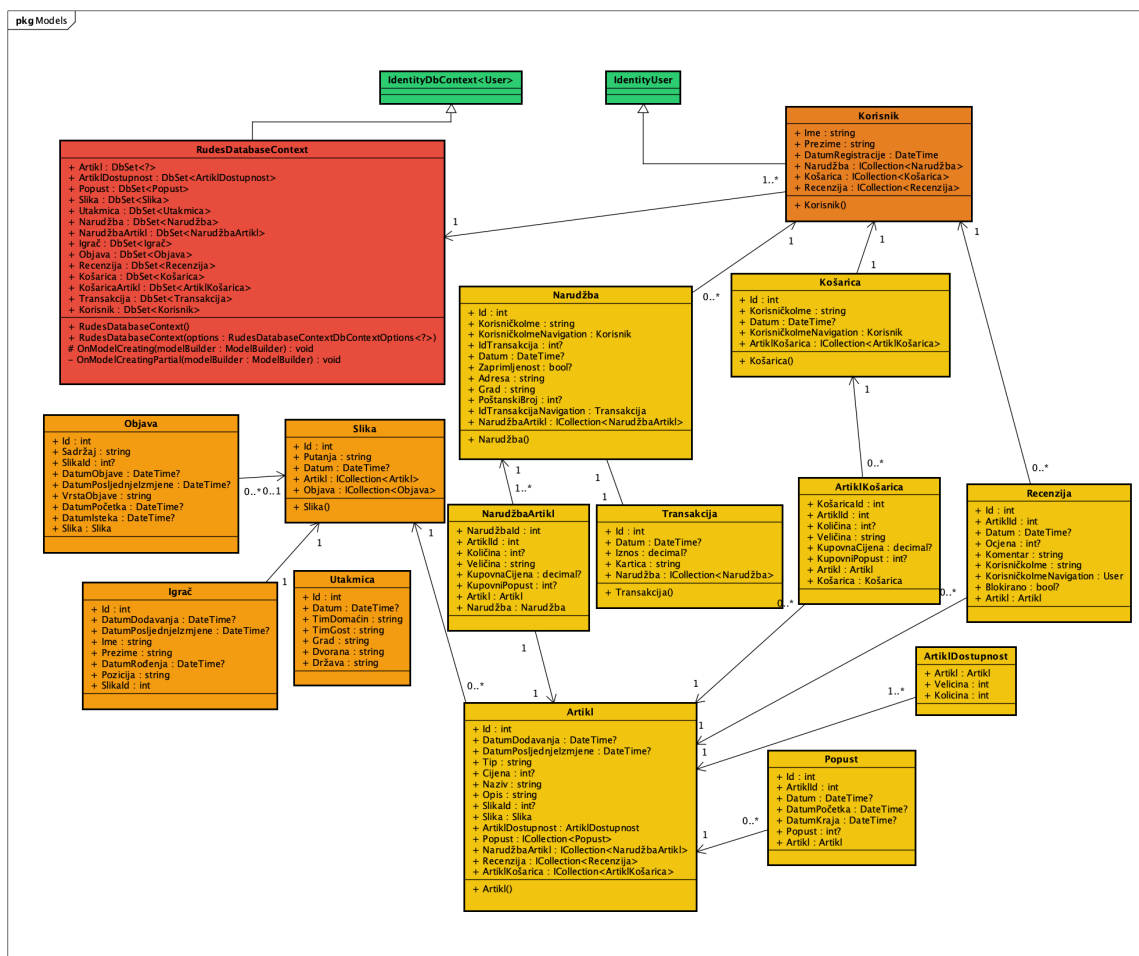 pkg Models
IdentityDbContext<User>
IdentityUser
Korisnik
+ Ime : string
+ Prezime : string
+ DatumRegistracije : DateTime
+ Narudžba : ICollection<Narudžba>
+ Košarica : ICollection<Košarica>
+ Recenzija : ICollection<Recenzija>
+ Korisnik()
RudesDatabaseContext
+ Artikl : DbSet<?>
+ ArtiklDostupnost : DbSet<ArtiklDostupnost>
+ Popust : DbSet<Popust>
+ Slika : DbSet<Slika>
+ Utakmica : DbSet<Utakmica>
+ Narudžba : DbSet<Narudžba>
+ NarudžbaArtikl : DbSet<NarudžbaArtikl>
+ Igrač : DbSet<Igrač>
+ Objava : DbSet<Objava>
+ Recenzija : DbSet<Recenzija>
+ Košarica : DbSet<Košarica>
+ KošaricaArtikl : DbSet<ArtiklKošarica>
+ Transakcija : DbSet<Transakcija>
+ Korisnik : DbSet<Korisnik>
+ RudesDatabaseContext()
+ RudesDatabaseContext(options : RudesDatabaseContextDbContextOptions<?>)
# OnModelCreating(modelBuilder : ModelBuilder) : void
- OnModelCreatingPartial(modelBuilder : ModelBuilder) : void
1..*
1
1
0..*
1
1
1
0..*
Narudžba
+ Id : int
+ KorisničkoIme : string
+ KorisničkoImeNavigation : Korisnik
+ IdTransakcija : int?
+ Datum : DateTime?
+ Zaprimljenost : bool?
+ Adresa : string
+ Grad : string
+ PoštanskiBroj : int?
+ IdTransakcijaNavigation : Transakcija
+ NarudžbaArtikl : ICollection<NarudžbaArtikl>
+ Narudžba()
Košarica
+ Id : int
+ KorisničkoIme : string
+ Datum : DateTime?
+ KorisničkoImeNavigation : Korisnik
+ ArtiklKošarica : ICollection<ArtiklKošarica>
+ Košarica()
1
0..*
Objava
+ Id : int
+ Sadržaj : string
+ SlikaId : int?
+ DatumObjave : DateTime?
+ DatumPosljednjeIzmjene : DateTime?
+ VrstaObjave : string
+ DatumPočetka : DateTime?
+ DatumIsteka : DateTime?
+ Slika : Slika
0..*
0..1
Slika
+ Id : int
+ Putanja : string
+ Datum : DateTime?
+ Artikl : ICollection<Artikl>
+ Objava : ICollection<Objava>
+ Slika()
1
1
1
0..*
1
1..*
1
1
NarudžbaArtikl
+ NarudžbaId : int
+ ArtiklId : int
+ Količina : int?
+ Veličina : string
+ KupovnaCijena : decimal?
+ KupovniPopust : int?
+ Artikl : Artikl
+ Narudžba : Narudžba
1
1
Transakcija
+ Id : int
+ Datum : DateTime?
+ Iznos : decimal?
+ Kartica : string
+ Narudžba : ICollection<Narudžba>
+ Transakcija()
ArtiklKošarica
+ KošaricaId : int
+ ArtiklId : int
+ Količina : int?
+ Veličina : string
+ KupovnaCijena : decimal?
+ KupovniPopust : int?
+ Artikl : Artikl
+ Košarica : Košarica
0..*
1
Recenzija
+ Id : int
+ ArtiklId : int
+ Datum : DateTime?
+ Ocjena : int?
+ Komentar : string
+ KorisničkoIme : string
+ KorisničkoImeNavigation : User
+ Blokirano : bool?
+ Artikl : Artikl
0..*
1
Igrač
+ Id : int
+ DatumDodavanja : DateTime?
+ DatumPosljednjeIzmjene : DateTime?
+ Ime : string
+ Prezime : string
+ DatumRođenja : DateTime?
+ Pozicija : string
+ SlikaId : int
Utakmica
+ Id : int
+ Datum : DateTime?
+ TimDomaćin : string
+ TimGost : string
+ Grad : string
+ Dvorana : string
+ Država : string
ArtiklDostupnost
+ Artikl : Artikl
+ Velicina : int
+ Kolicina : int
1..*
1
Artikl
+ Id : int
+ DatumDodavanja : DateTime?
+ DatumPosljednjeIzmjene : DateTime?
+ Tip : string
+ Cijena : int?
+ Naziv : string
+ Opis : string
+ SlikaId : int?
+ Slika : Slika
+ ArtiklDostupnost : ArtiklDostupnost
+ Popust : ICollection<Popust>
+ NarudžbaArtikl : ICollection<NarudžbaArtikl>
+ Recenzija : ICollection<Recenzija>
+ ArtiklKošarica : ICollection<ArtiklKošarica>
+ Artikl()
1
0..*
Popust
+ Id : int
+ ArtiklId : int
+ Datum : DateTime?
+ DatumPočetka : DateTime?
+ DatumKraja : DateTime?
+ Popust : int?
+ Artikl : Artikl